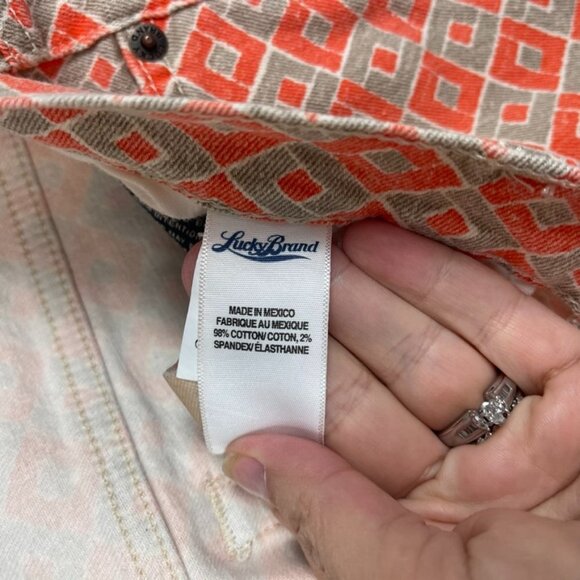 Lucky Brand
MADE IN MEXICO
FABRIQUE AU MEXIQUE
98% COTTON/ COTON, 2%
SPANDEX/ ÉLASTHANNE